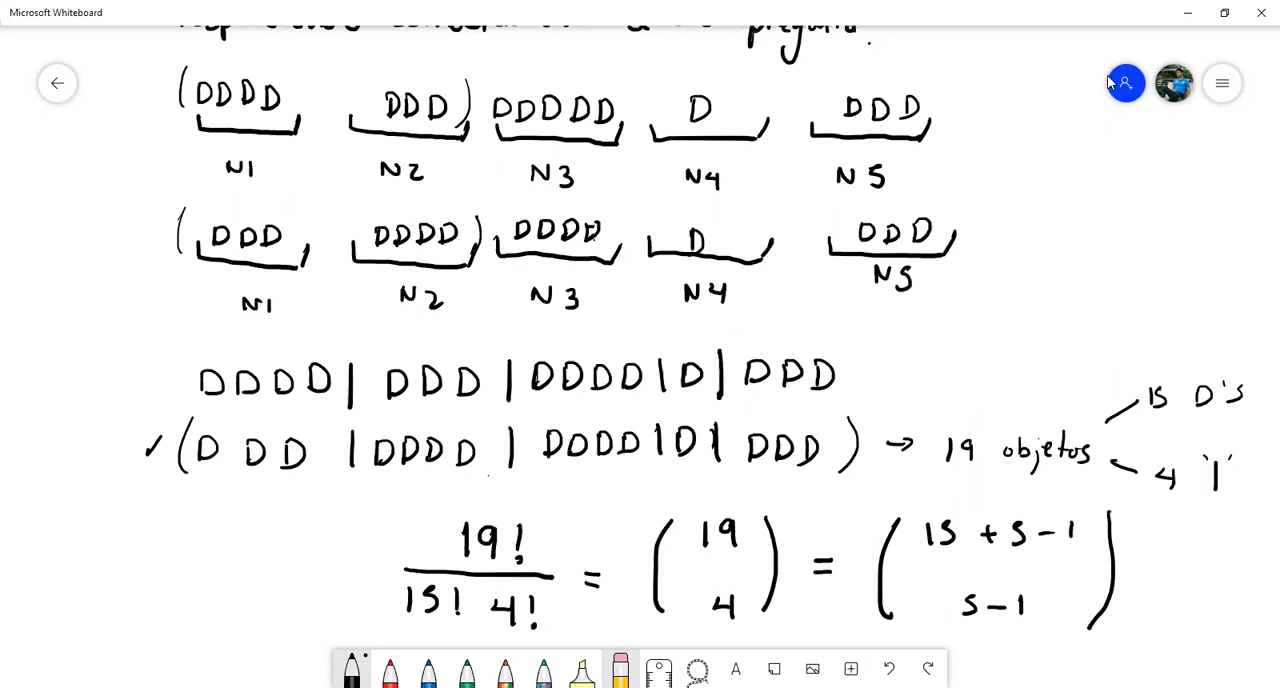 Microsoft Whiteboard
pregunta.
(DDDD DDD) DDDDD D DDD
N1 N2 N3 N4 N5
(DDD DDDD) DDDD D DDD
N1 N2 N3 N4 N5
DDDD | DDD | DDDD | D | DDD
✓ (DDD | DDDD | DDDD | D | DDD) → 19 objetos
15 D's
4 '|'
19! / 15! 4! = (19 4) = (15 + 5 - 1 5 - 1)
A